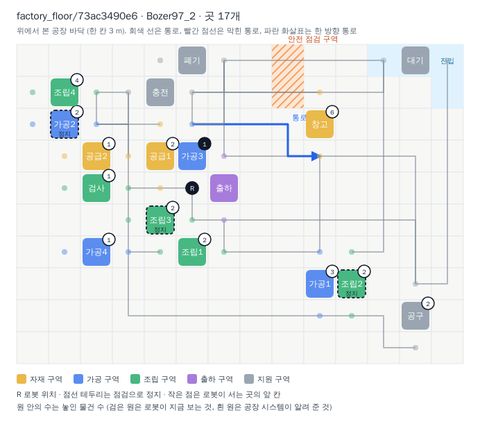 factory_floor/73ac3490e6 · Bozer97_2 · 곳 17개
위에서 본 공장 바닥 (한 칸 3 m). 회색 선은 통로, 빨간 점선은 막힌 통로, 파란 화살표는 한 방향 통로
안전 점검 구역
폐기
대기
조립4
4
충전
가공2
2
정지
통로
창고
6
공급2
1
공급1
2
가공3
1
검사
1
R
출하
조립3
2
정지
가공4
1
조립1
2
가공1
3
조립2
2
정지
공구
2
자재 구역
가공 구역
조립 구역
출하 구역
지원 구역
R 로봇 위치 · 점선 테두리는 점검으로 정지 · 작은 점은 로봇이 서는 곳의 앞 칸
원 안의 수는 놓인 물건 수 (검은 원은 로봇이 지금 보는 것, 흰 원은 공장 시스템이 알려 준 것)